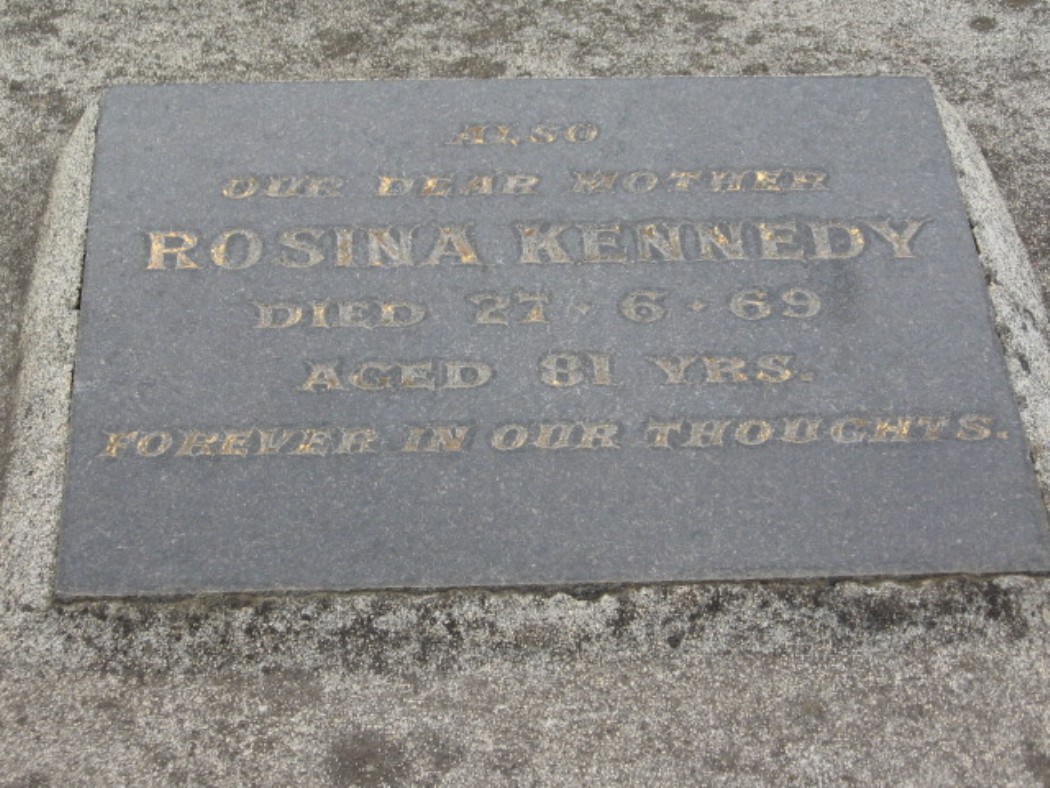 ALSO
OUR DEAR MOTHER
ROSINA KENNEDY
DIED 27·6·69
AGED 81 YRS.
FOREVER IN OUR THOUGHTS.